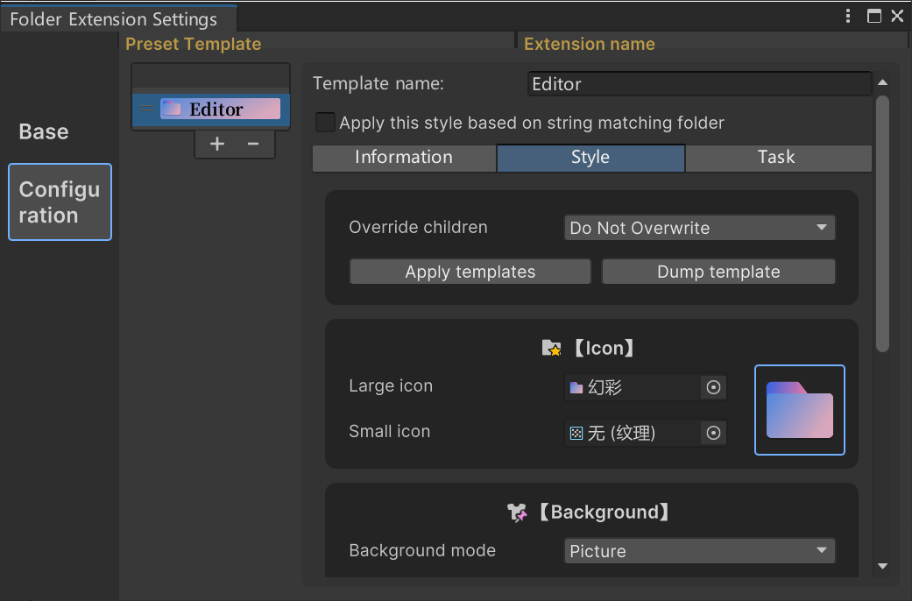 Folder Extension Settings
Preset Template
Extension name
Base
Configu
ration
Editor
Template name:
Editor
Apply this style based on string matching folder
Information
Style
Task
Override children
Do Not Overwrite
Apply templates
Dump template
【Icon】
Large icon
幻彩
Small icon
无 (纹理)
【Background】
Background mode
Picture